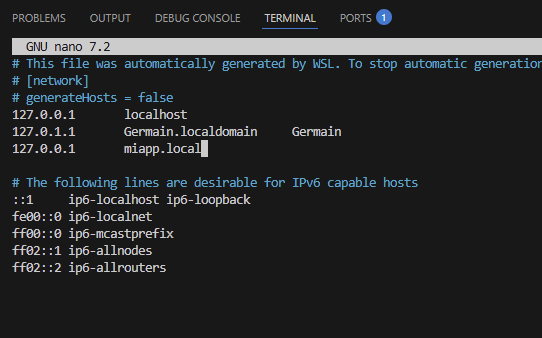 PROBLEMS OUTPUT DEBUG CONSOLE TERMINAL PORTS 1
GNU nano 7.2
# This file was automatically generated by WSL. To stop automatic generation
# [network]
# generateHosts = false
127.0.0.1 localhost
127.0.1.1 Germain.localdomain Germain
127.0.0.1 miapp.local
# The following lines are desirable for IPv6 capable hosts
::1 ip6-localhost ip6-loopback
fe00::0 ip6-localnet
ff00::0 ip6-mcastprefix
ff02::1 ip6-allnodes
ff02::2 ip6-allrouters